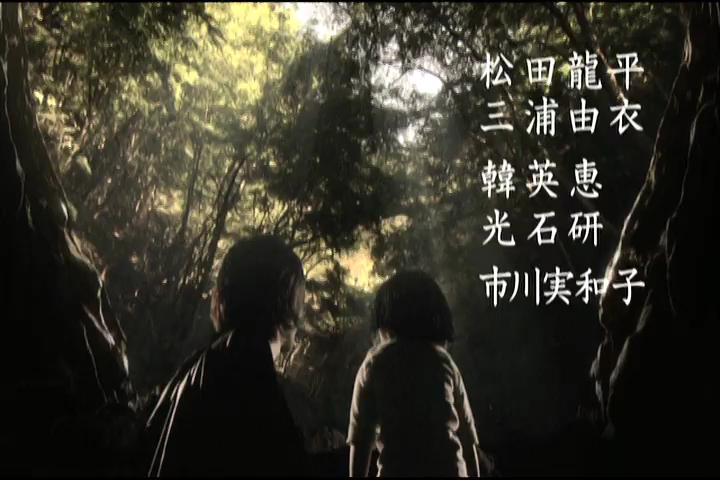 松田龍平
三浦由衣
韓英恵
光石研
市川実和子